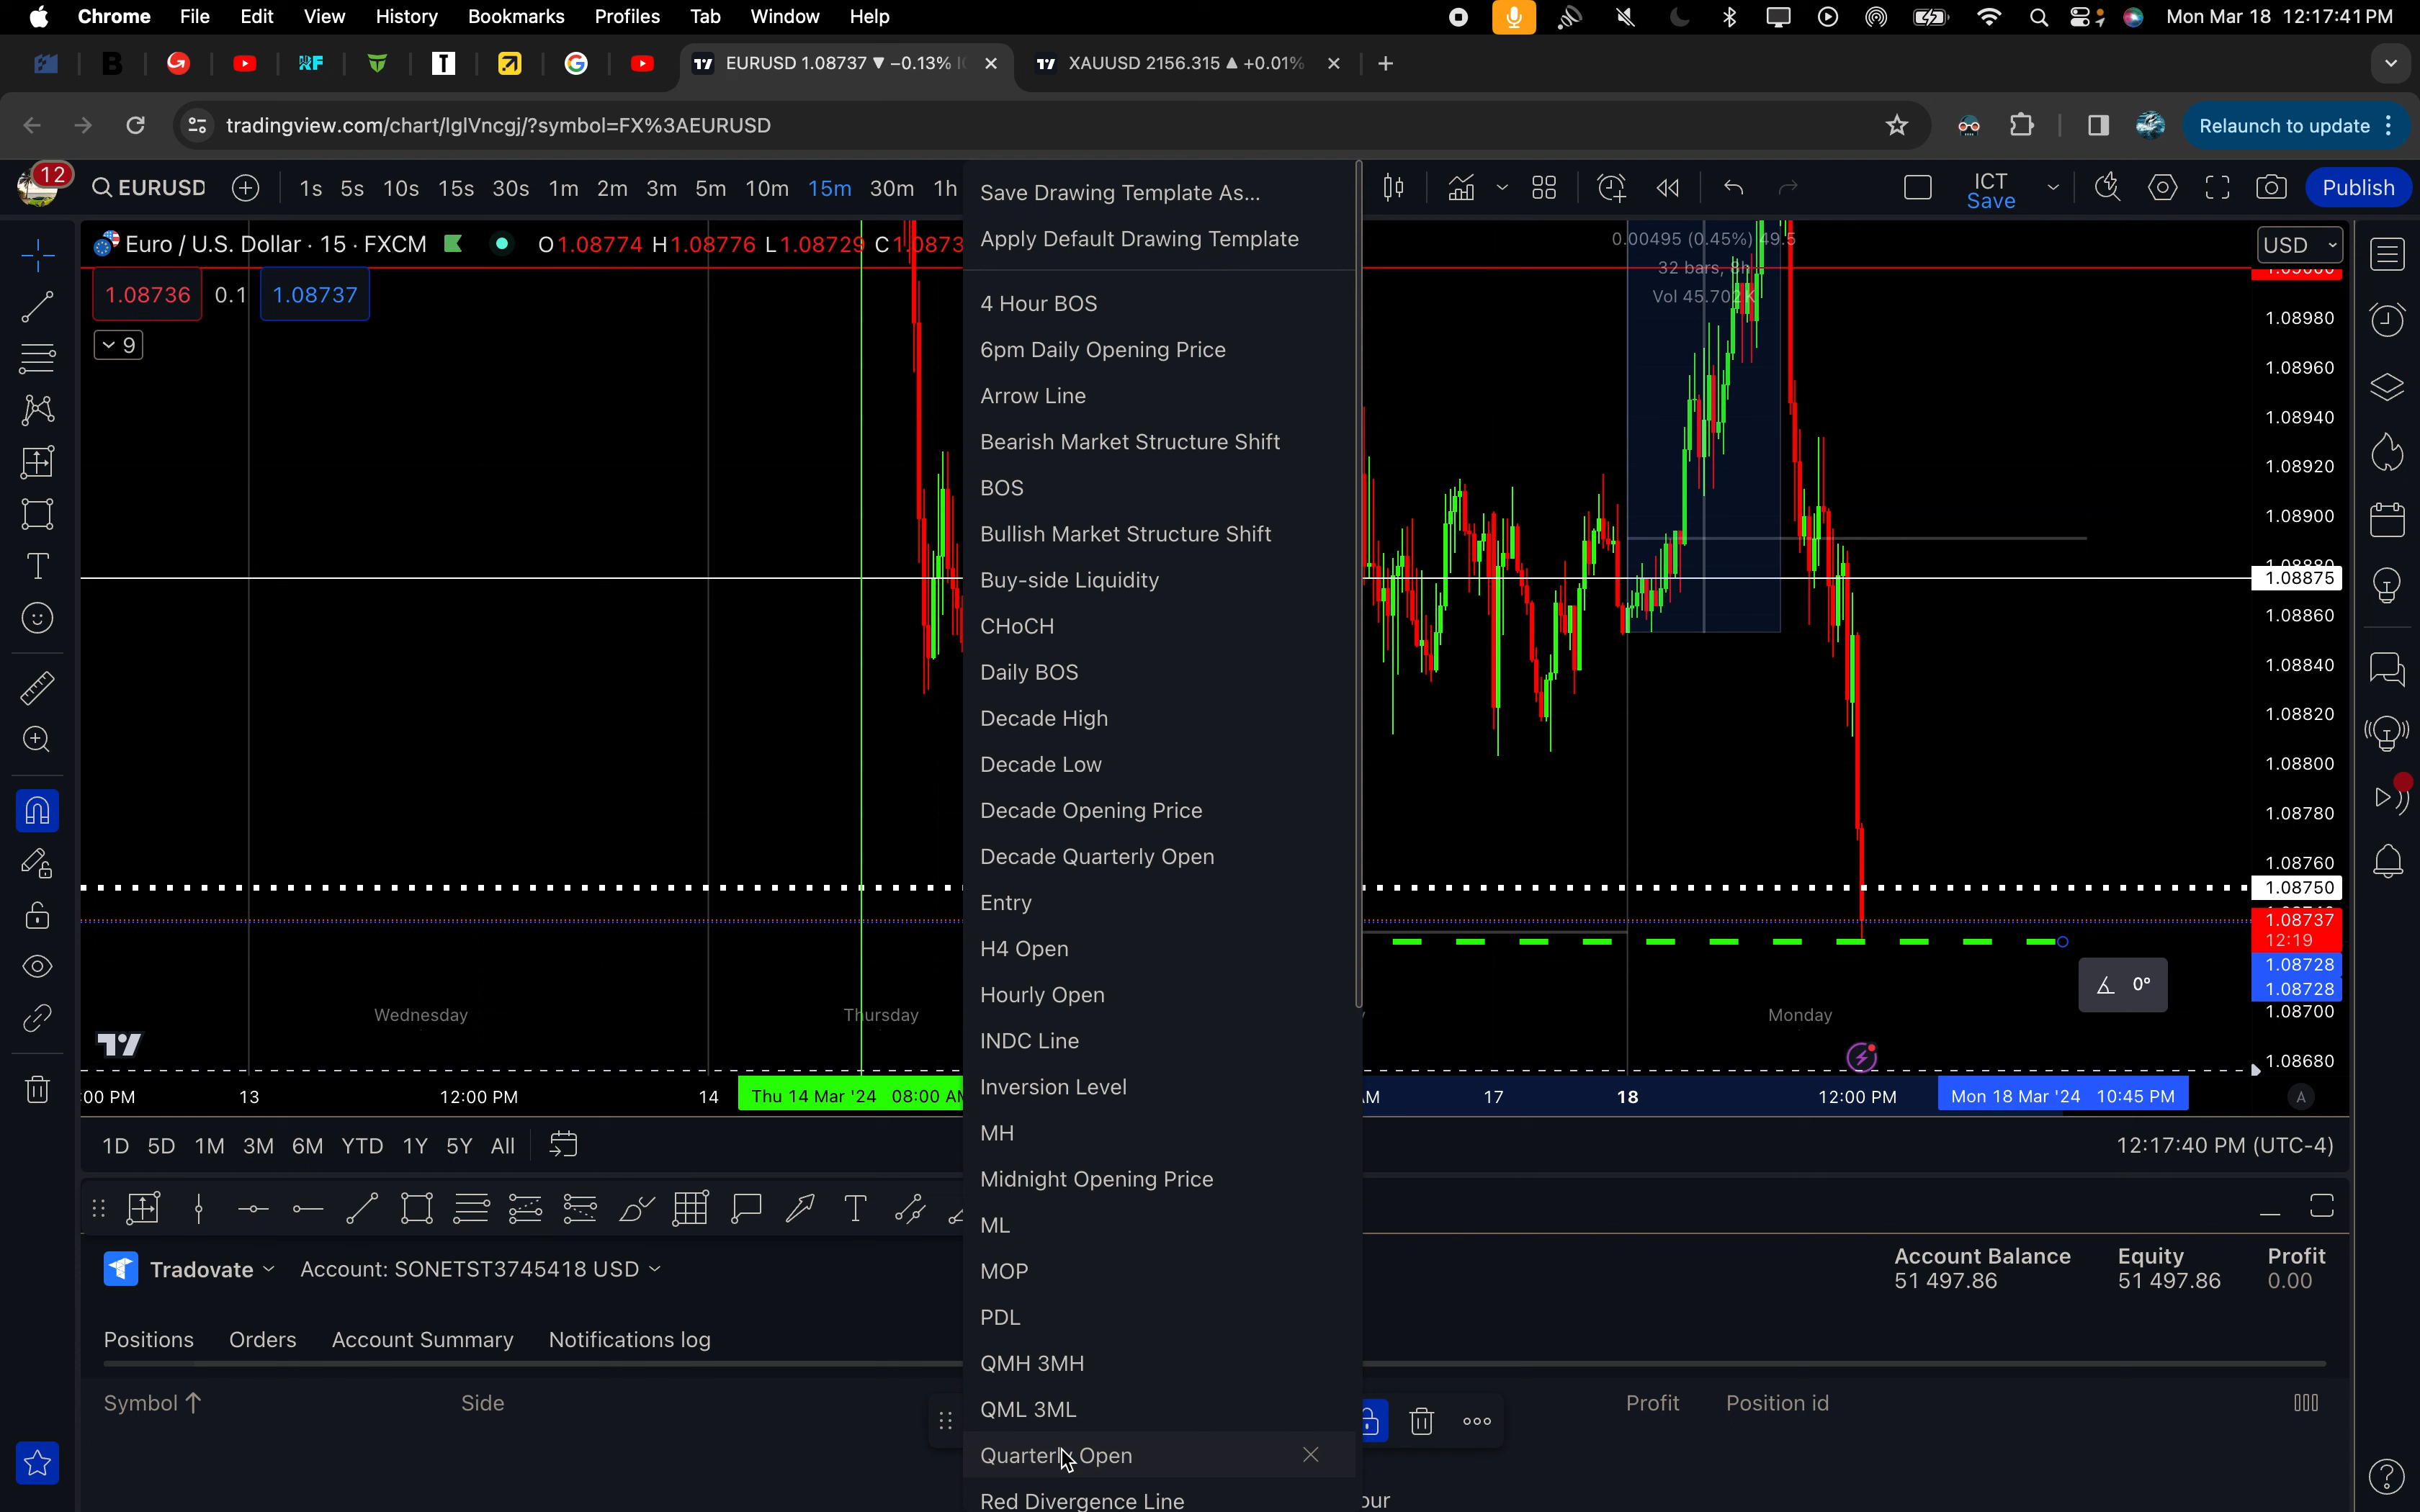 Chrome File Edit View History Bookmarks Profiles Tab Window Help Mon Mar 18 12:17:41 PM
EURUSD 1.08737 ▼ −0.13% XAUUSD 2156.315 ▲ +0.01%
tradingview.com/chart/lglVncgj/?symbol=FX%3AEURUSD Relaunch to update
12 EURUSD 1s 5s 10s 15s 30s 1m 2m 3m 5m 10m 15m 30m 1h ICT Save Publish
Euro / U.S. Dollar · 15 · FXCM O1.08774 H1.08776 L1.08729 USD
1.08736 0.1 1.08737
9
Save Drawing Template As...
Apply Default Drawing Template
4 Hour BOS
6pm Daily Opening Price
Arrow Line
Bearish Market Structure Shift
BOS
Bullish Market Structure Shift
Buy-side Liquidity
CHoCH
Daily BOS
Decade High
Decade Low
Decade Opening Price
Decade Quarterly Open
Entry
H4 Open
Hourly Open
INDC Line
Inversion Level
MH
Midnight Opening Price
ML
MOP
PDL
QMH 3MH
QML 3ML
Quarterly Open
Red Divergence Line
0.00495 (0.45%) 49.5
32 bars, 8h
Vol 45.702K
1.08980
1.08960
1.08940
1.08920
1.08900
1.08875
1.08860
1.08840
1.08820
1.08800
1.08780
1.08760
1.08750
1.08737
12:19
1.08728
1.08728
1.08700
1.08680
0°
Wednesday Thursday Monday
:00 PM 13 12:00 PM 14 Thu 14 Mar '24 08:00 17 18 12:00 PM Mon 18 Mar '24 10:45 PM A
1D 5D 1M 3M 6M YTD 1Y 5Y All 12:17:40 PM (UTC-4)
Tradovate Account: SONETST3745418 USD
Account Balance Equity Profit
51 497.86 51 497.86 0.00
Positions Orders Account Summary Notifications log
Symbol Side Profit Position id